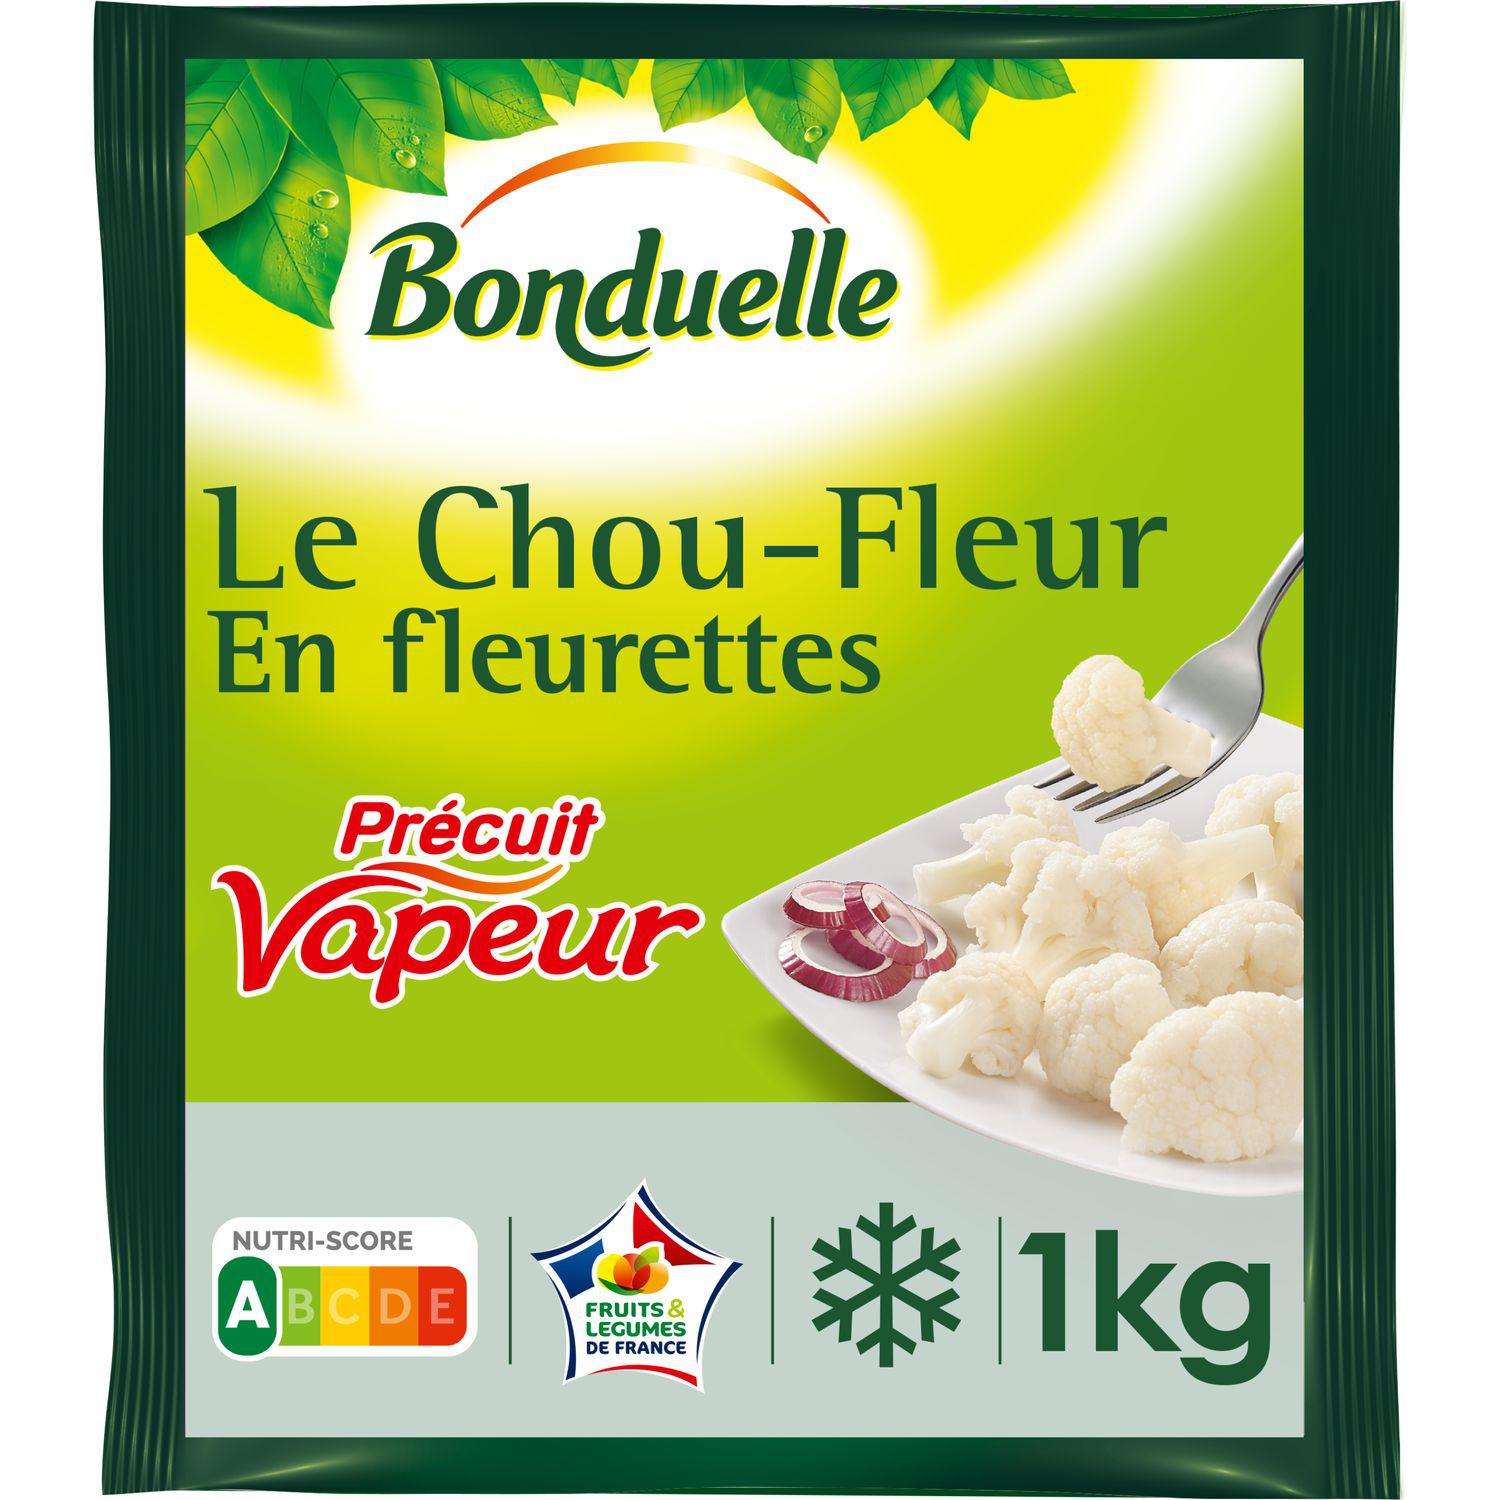 Bonduelle
Le Chou-Fleur
En fleurettes
Précuit
Vapeur
NUTRI-SCORE
A B C D E
FRUITS &
LEGUMES
DE FRANCE
1kg